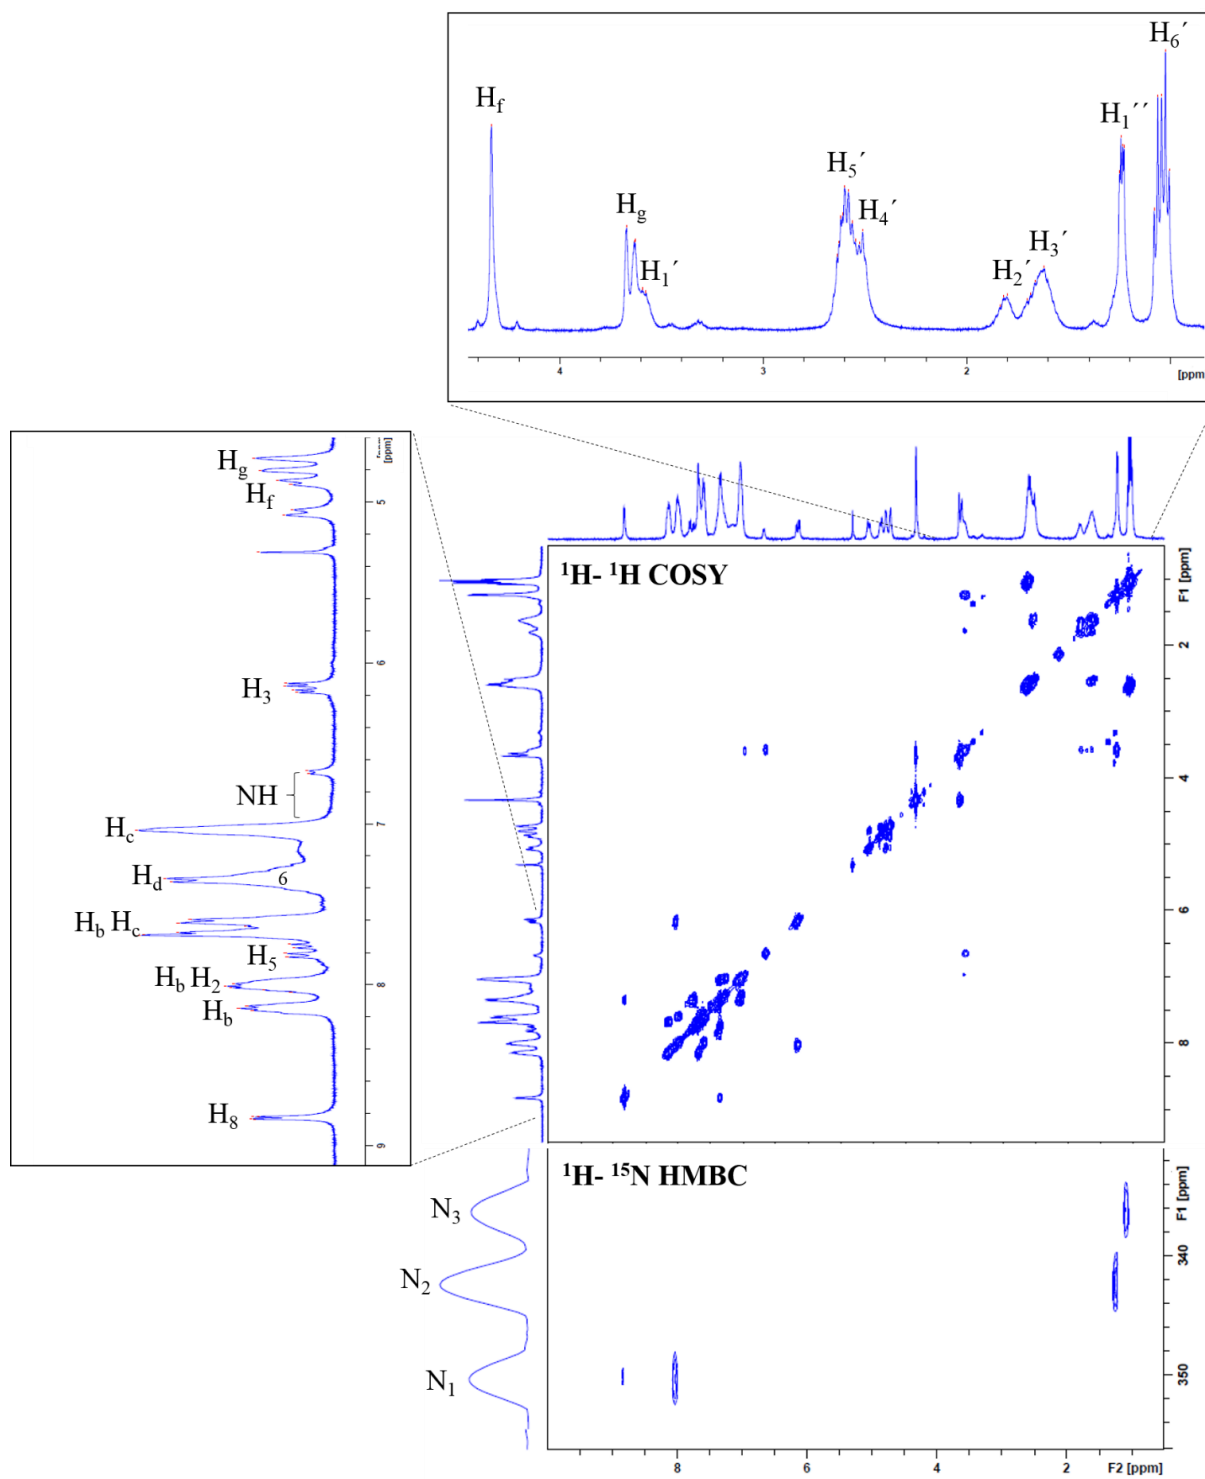 H6´
Hf
H1´´
H5´
H4´
Hg
H1´
H3´
H2´
4
3
2
[ppm]
[ppm]
Hg
Hf
5
1H- 1H COSY
F1 [ppm]
2
6
H3
NH
4
Hc
7
Hd
6
6
Hb Hc
H5
Hb H2
8
Hb
8
H8
9
1H- 15N HMBC
F1 [ppm]
N3
340
N2
N1
350
8
6
4
2
F2 [ppm]